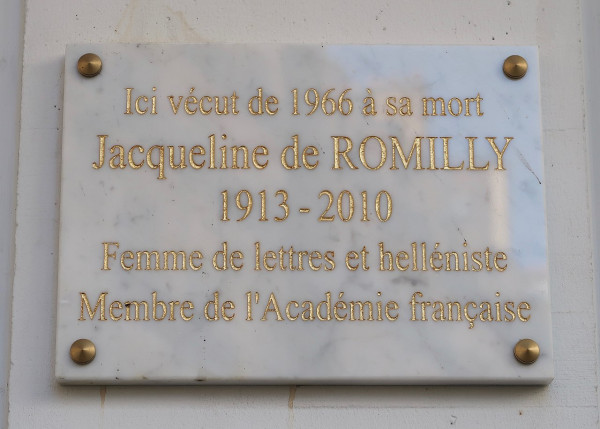 Ici vécut de 1966 à sa mort
Jacqueline de ROMILLY
1913 - 2010
Femme de lettres et helléniste
Membre de l'Académie française